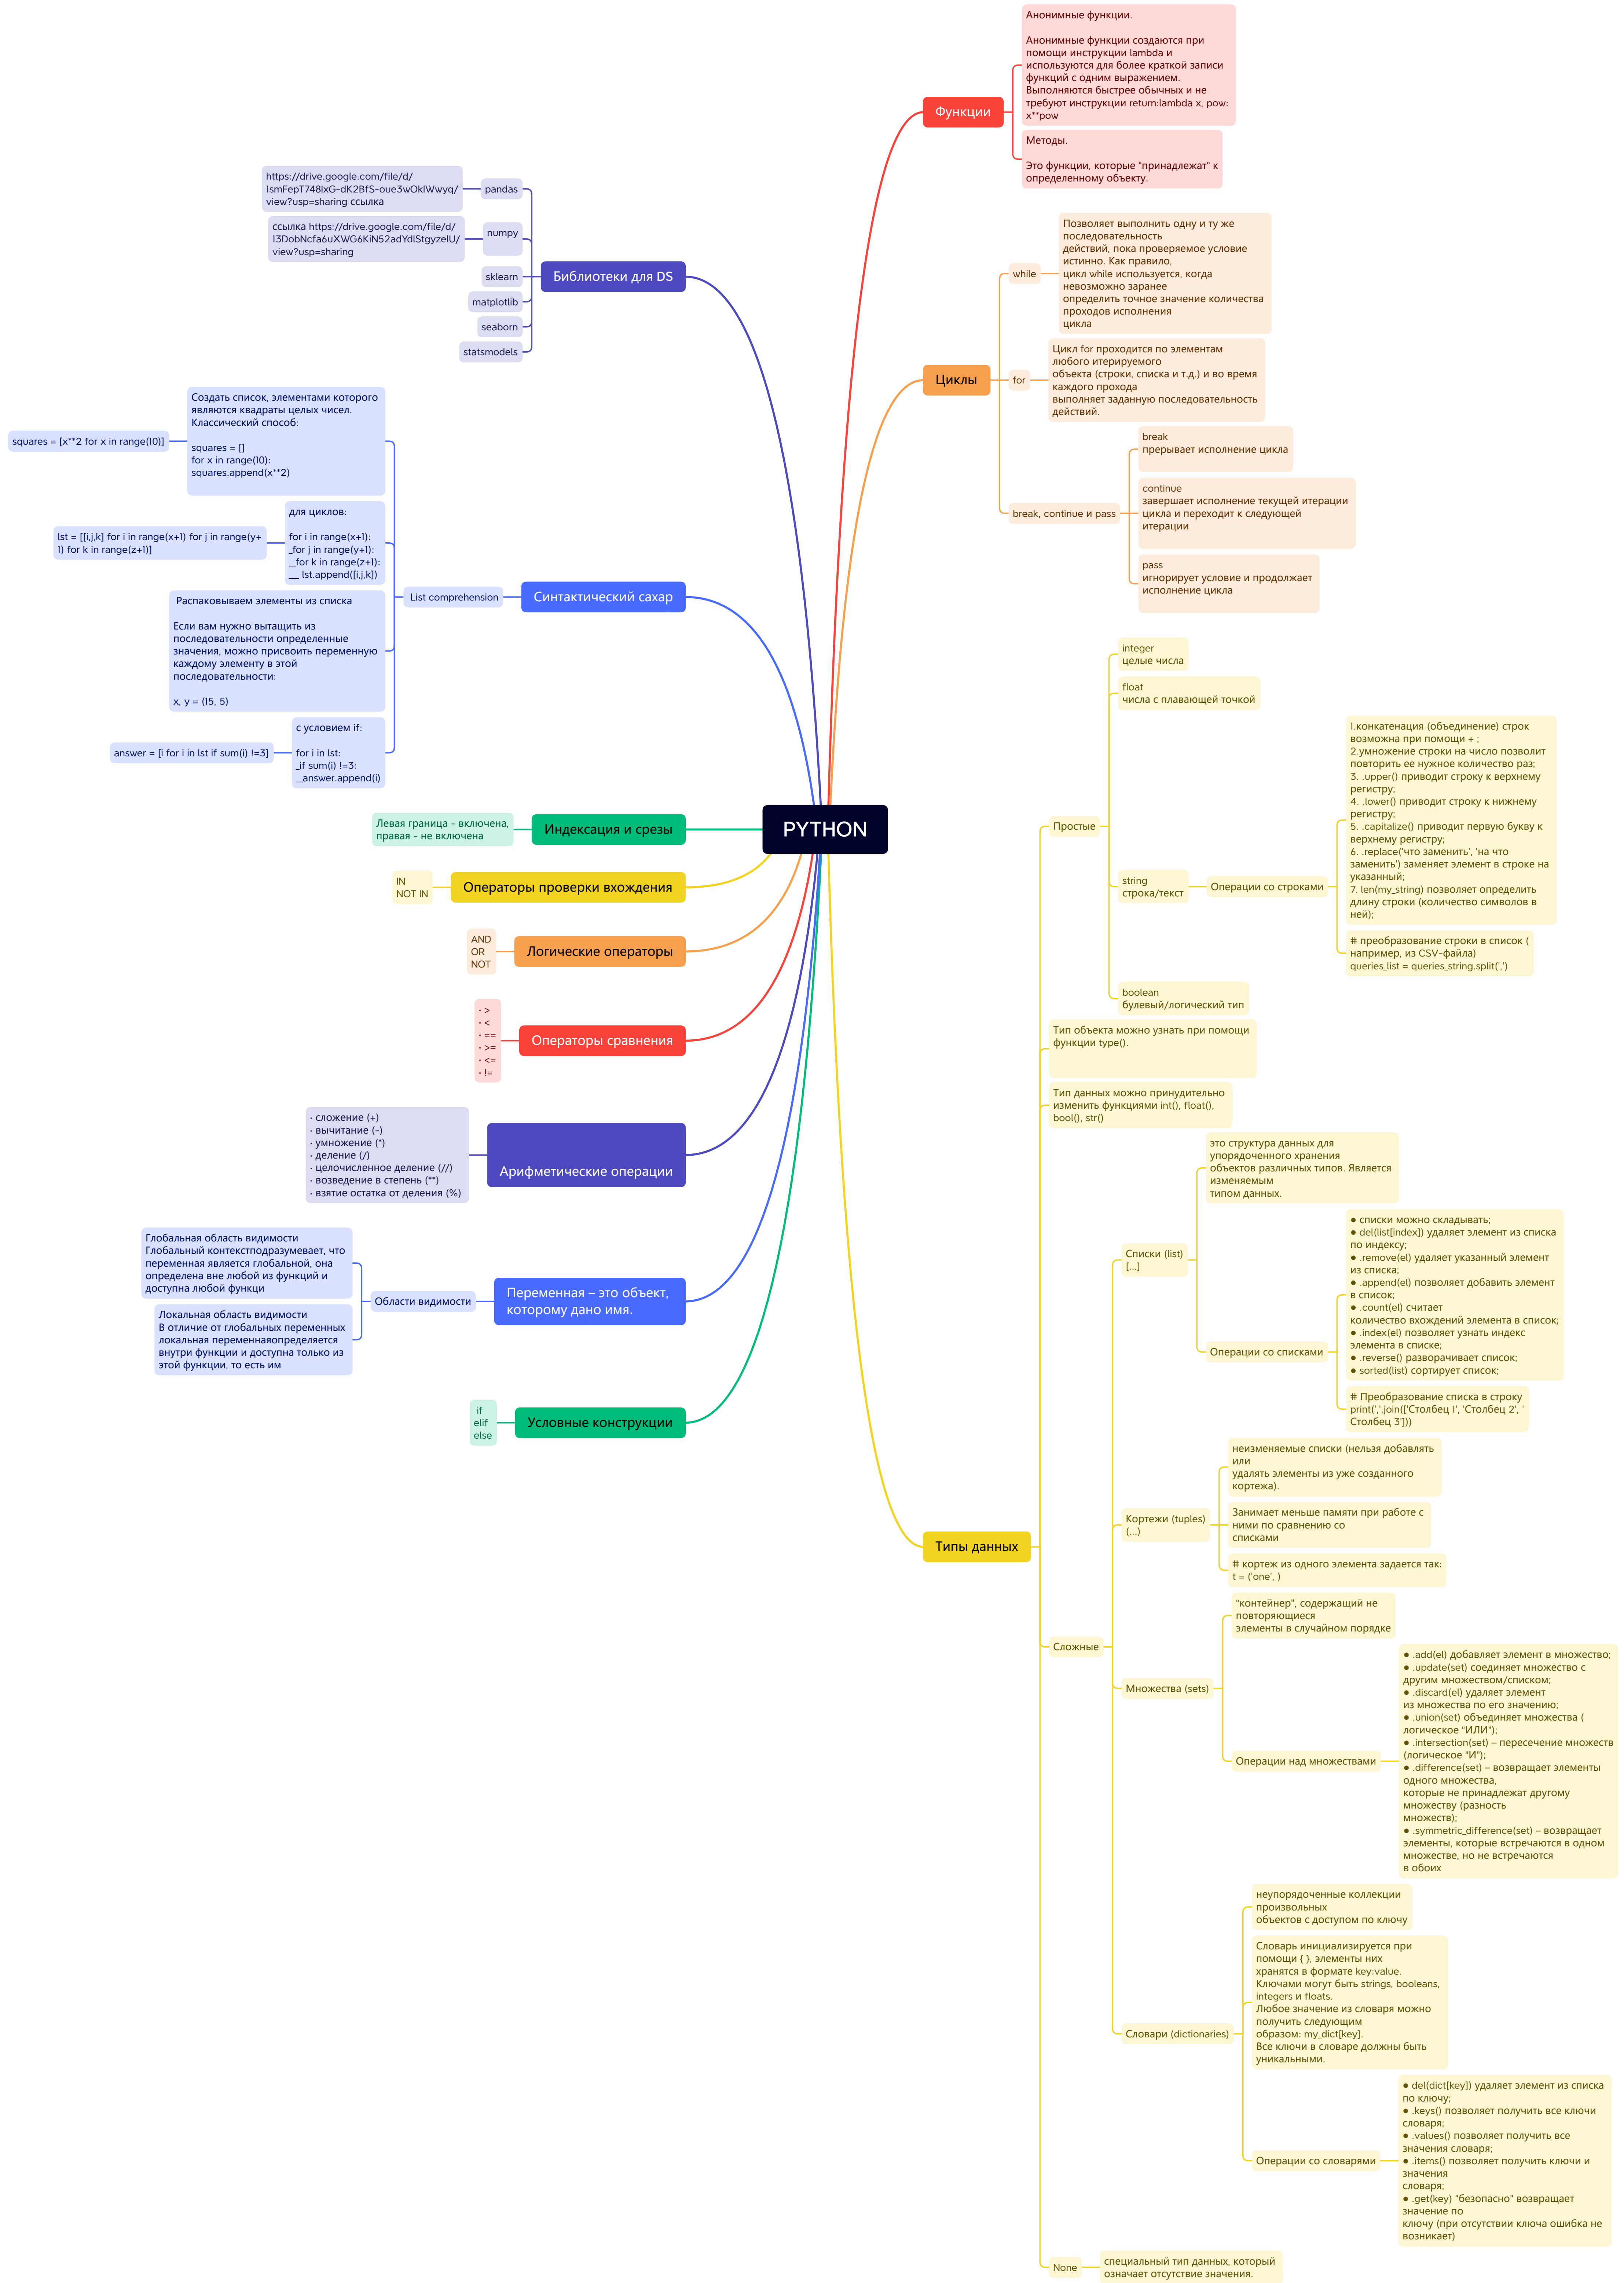 PYTHON
Функции
Анонимные функции.
Анонимные функции создаются при
помощи инструкции lambda и
используются для более краткой записи
функций с одним выражением.
Выполняются быстрее обычных и не
требуют инструкции return:lambda x, pow:
x**pow
Методы.
Это функции, которые "принадлежат" к
определенному объекту.
Циклы
while
Позволяет выполнить одну и ту же
последовательность
действий, пока проверяемое условие
истинно. Как правило,
цикл while используется, когда
невозможно заранее
определить точное значение количества
проходов исполнения
цикла
for
Цикл for проходится по элементам
любого итерируемого
объекта (строки, списка и т.д.) и во время
каждого прохода
выполняет заданную последовательность
действий.
break, continue и pass
break
прерывает исполнение цикла
continue
завершает исполнение текущей итерации
цикла и переходит к следующей
итерации
pass
игнорирует условие и продолжает
исполнение цикла
Типы данных
Простые
integer
целые числа
float
числа с плавающей точкой
string
строка/текст
Операции со строками
1.конкатенация (объединение) строк
возможна при помощи + ;
2.умножение строки на число позволит
повторить ее нужное количество раз;
3. .upper() приводит строку к верхнему
регистру;
4. .lower() приводит строку к нижнему
регистру;
5. .capitalize() приводит первую букву к
верхнему регистру;
6. .replace('что заменить', 'на что
заменить') заменяет элемент в строке на
указанный;
7. len(my_string) позволяет определить
длину строки (количество символов в
ней);
# преобразование строки в список (
например, из CSV-файла)
queries_list = queries_string.split(',')
boolean
булевый/логический тип
Тип объекта можно узнать при помощи
функции type().
Тип данных можно принудительно
изменить функциями int(), float(),
bool(), str()
Сложные
Списки (list)
[...]
это структура данных для
упорядоченного хранения
объектов различных типов. Является
изменяемым
типом данных.
Операции со списками
● списки можно складывать;
● del(list[index]) удаляет элемент из списка
по индексу;
● .remove(el) удаляет указанный элемент
из списка;
● .append(el) позволяет добавить элемент
в список;
● .count(el) считает
количество вхождений элемента в список;
● .index(el) позволяет узнать индекс
элемента в списке;
● .reverse() разворачивает список;
● sorted(list) сортирует список;
# Преобразование списка в строку
print(','.join(['Столбец 1', 'Столбец 2', '
Столбец 3']))
Кортежи (tuples)
(...)
неизменяемые списки (нельзя добавлять
или
удалять элементы из уже созданного
кортежа).
Занимает меньше памяти при работе с
ними по сравнению со
списками
# кортеж из одного элемента задается так:
t = ('one', )
Множества (sets)
"контейнер", содержащий не
повторяющиеся
элементы в случайном порядке
Операции над множествами
● .add(el) добавляет элемент в множество;
● .update(set) соединяет множество с
другим множеством/списком;
● .discard(el) удаляет элемент
из множества по его значению;
● .union(set) объединяет множества (
логическое "ИЛИ");
● .intersection(set) – пересечение множеств
(логическое "И");
● .difference(set) – возвращает элементы
одного множества,
которые не принадлежат другому
множеству (разность
множеств);
● .symmetric_difference(set) – возвращает
элементы, которые встречаются в одном
множестве, но не встречаются
в обоих
Словари (dictionaries)
неупорядоченные коллекции
произвольных
объектов с доступом по ключу
Словарь инициализируется при
помощи { }, элементы них
хранятся в формате key:value.
Ключами могут быть strings, booleans,
integers и floats.
Любое значение из словаря можно
получить следующим
образом: my_dict[key].
Все ключи в словаре должны быть
уникальными.
Операции со словарями
● del(dict[key]) удаляет элемент из списка
по ключу;
● .keys() позволяет получить все ключи
словаря;
● .values() позволяет получить все
значения словаря;
● .items() позволяет получить ключи и
значения
словаря;
● .get(key) "безопасно" возвращает
значение по
ключу (при отсутствии ключа ошибка не
возникает)
None
специальный тип данных, который
означает отсутствие значения.
Библиотеки для DS
pandas
https://drive.google.com/file/d/
1smFepT748lxG-dK2BfS-oue3wOklWwyq/
view?usp=sharing ссылка
numpy
ссылка https://drive.google.com/file/d/
13DobNcfa6uXWG6KiN52adYdlStgyzelU/
view?usp=sharing
sklearn
matplotlib
seaborn
statsmodels
Синтактический сахар
List comprehension
Создать список, элементами которого
являются квадраты целых чисел.
Классический способ:
squares = []
for x in range(10):
squares.append(x**2)
squares = [x**2 for x in range(10)]
для циклов:
for i in range(x+1):
_for j in range(y+1):
__for k in range(z+1):
___ lst.append([i,j,k])
lst = [[i,j,k] for i in range(x+1) for j in range(y+
1) for k in range(z+1)]
Распаковываем элементы из списка
Если вам нужно вытащить из
последовательности определенные
значения, можно присвоить переменную
каждому элементу в этой
последовательности:
x, y = (15, 5)
с условием if:
for i in lst:
_if sum(i) !=3:
__answer.append(i)
answer = [i for i in lst if sum(i) !=3]
Индексация и срезы
Левая граница - включена,
правая - не включена
Операторы проверки вхождения
IN
NOT IN
Логические операторы
AND
OR
NOT
Операторы сравнения
· >
· <
· ==
· >=
· <=
· !=
Арифметические операции
· сложение (+)
· вычитание (-)
· умножение (*)
· деление (/)
· целочисленное деление (//)
· возведение в степень (**)
· взятие остатка от деления (%)
Переменная – это объект,
которому дано имя.
Области видимости
Глобальная область видимости
Глобальный контекстподразумевает, что
переменная является глобальной, она
определена вне любой из функций и
доступна любой функци
Локальная область видимости
В отличие от глобальных переменных
локальная переменнаяопределяется
внутри функции и доступна только из
этой функции, то есть им
Условные конструкции
if
elif
else